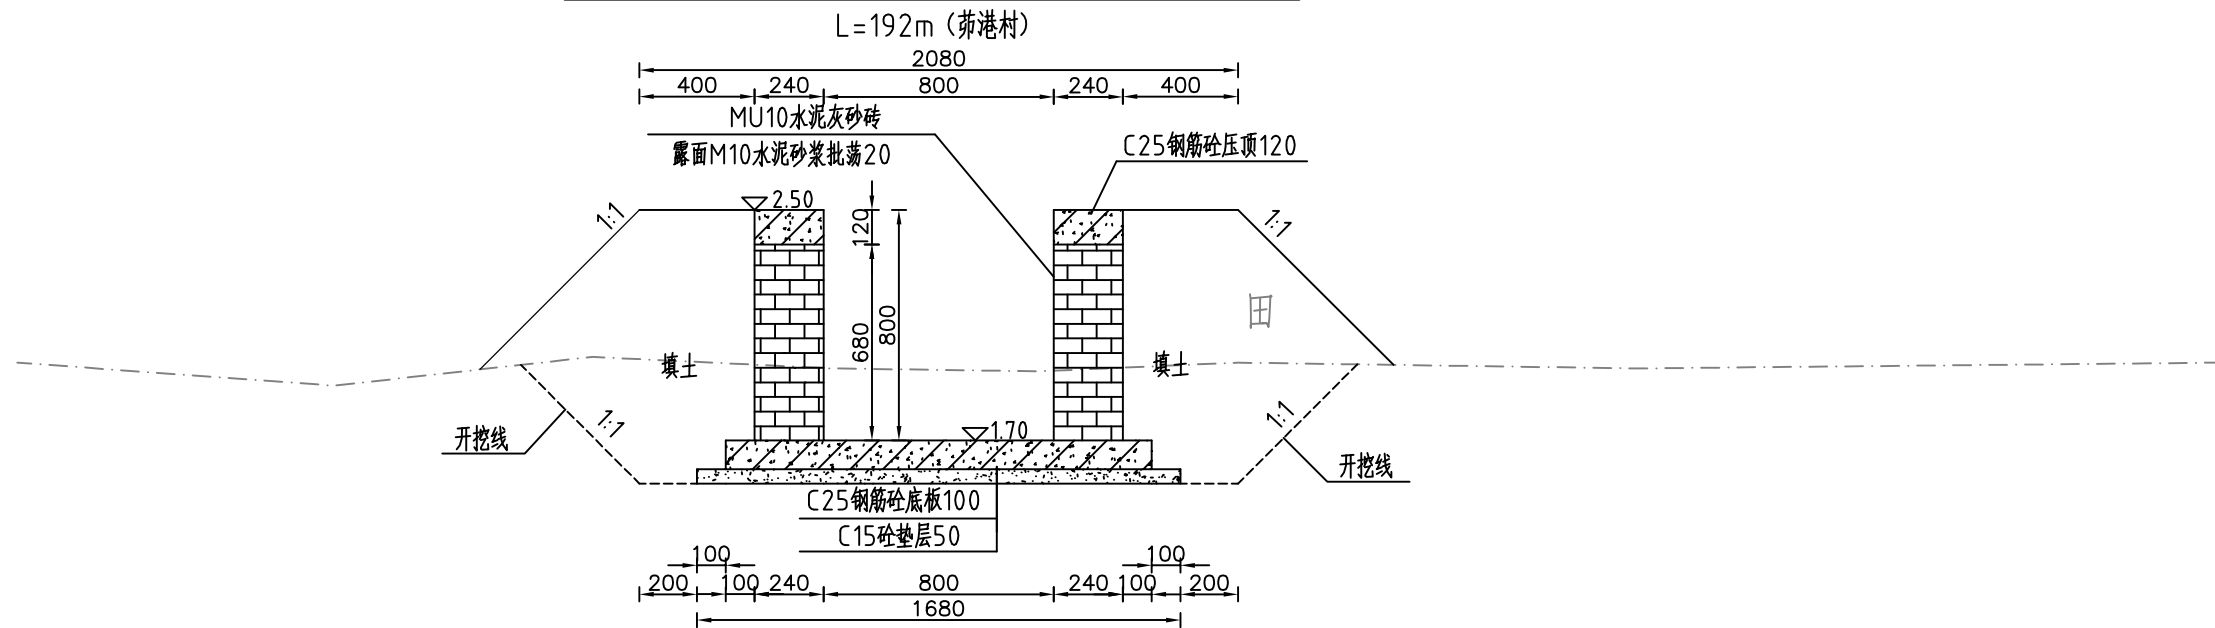 L=192m（茆港村）
2080
400 240 800 240 400
MU10水泥灰砂砖
露面M10水泥砂浆批荡20
C25钢筋砼压顶120
1:1
2.50
120
1:1
680
800
田
填土
填土
1:1
1:1
开挖线
1.70
开挖线
C25钢筋砼底板100
C15砼垫层50
100 100
200 100 240 800 240 100 200
1680